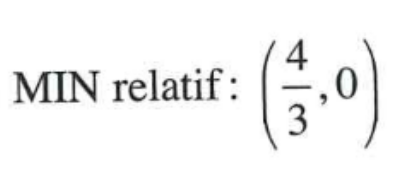 MIN relatif : (4/3, 0)